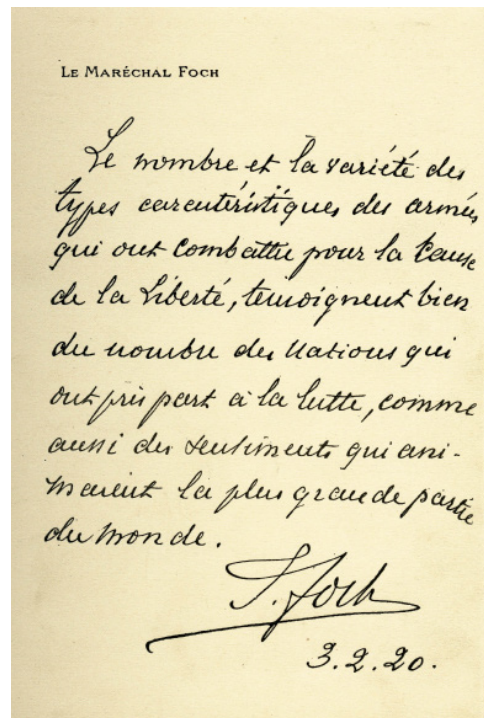 LE MARÉCHAL FOCH
Le nombre et la variété des
types caractéristiques des armées
qui ont combattu pour la Cause
de la Liberté, témoignent bien
du nombre des Nations qui
ont pris part à la lutte, comme
aussi des sentiments qui ani-
maient la plus grande partie
du monde.
F. Foch
3.2.20.